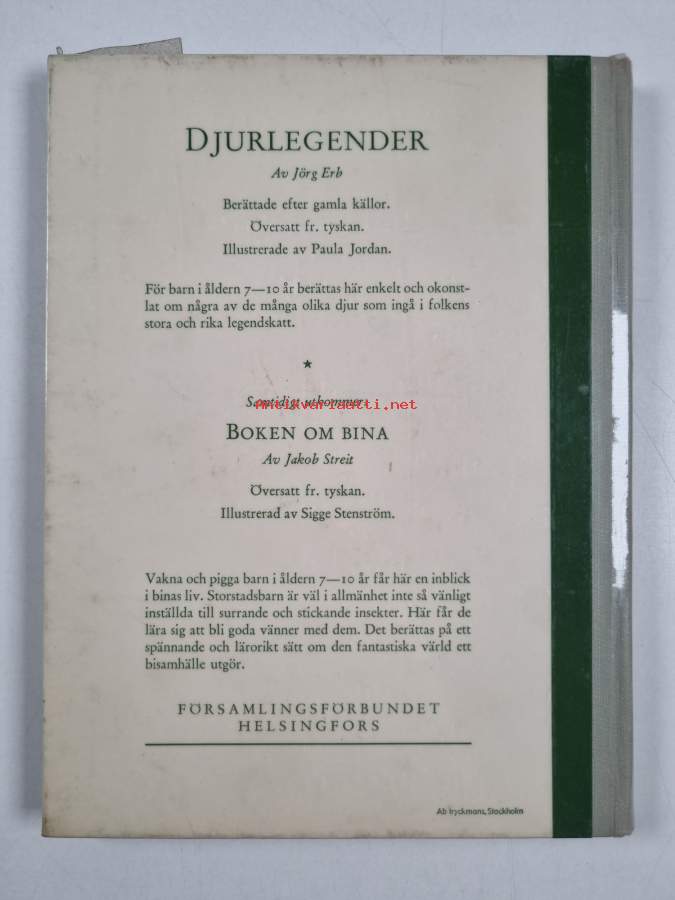 DJURLEGENDER
Av Jörg Erb
Berättade efter gamla källor.
Översatt fr. tyskan.
Illustrerade av Paula Jordan.
För barn i åldern 7—10 år berättas här enkelt och okonst-
lat om några av de många olika djur som ingå i folkens
stora och rika legendskatt.
★
Samtidigt utkommer:
antikvariaatti.net
BOKEN OM BINA
Av Jakob Streit
Översatt fr. tyskan.
Illustrerad av Sigge Stenström.
Vakna och pigga barn i åldern 7—10 år får här en inblick
i binas liv. Storstadsbarn är väl i allmänhet inte så vänligt
inställda till surrande och stickande insekter. Här får de
lära sig att bli goda vänner med dem. Det berättas på ett
spännande och lärorikt sätt om den fantastiska värld ett
bisamhälle utgör.
FÖRSAMLINGSFÖRBUNDET
HELSINGFORS
Ab tryckmans, Stockholm